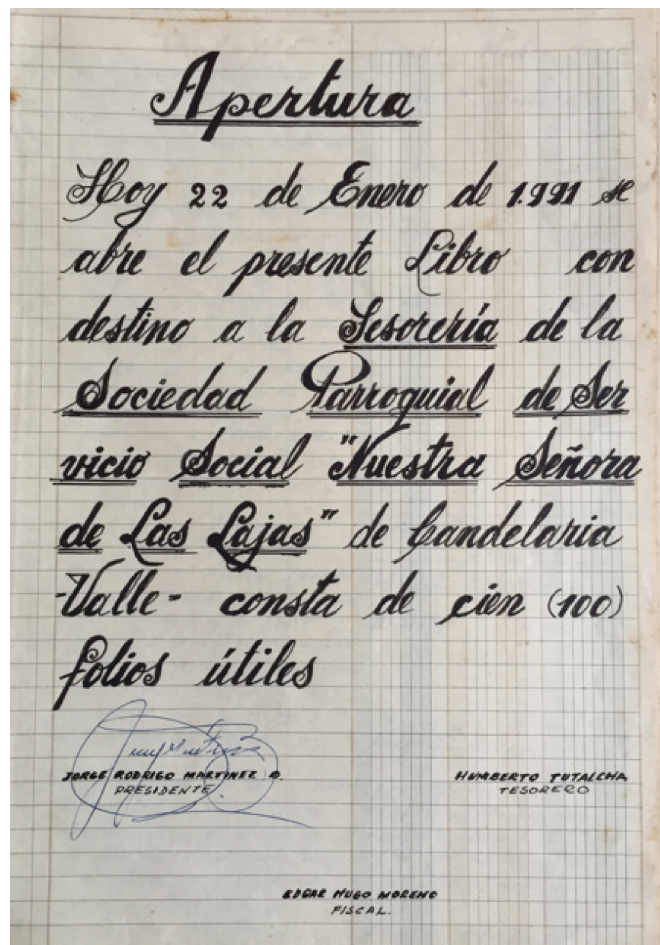 Apertura
Hoy 22 de Enero de 1.991 se
abre el presente Libro con
destino a la Tesorería de la
Sociedad Parroquial de Ser
vicio Social "Nuestra Señora
de Las Lajas" de Candelaria
-Valle- consta de cien (100)
folios útiles
JORGE RODRIGO MARTINEZ B. HUMBERTO TUTALCHA
PRESIDENTE. TESORERO
EDGAR HUGO MORENO
FISCAL.